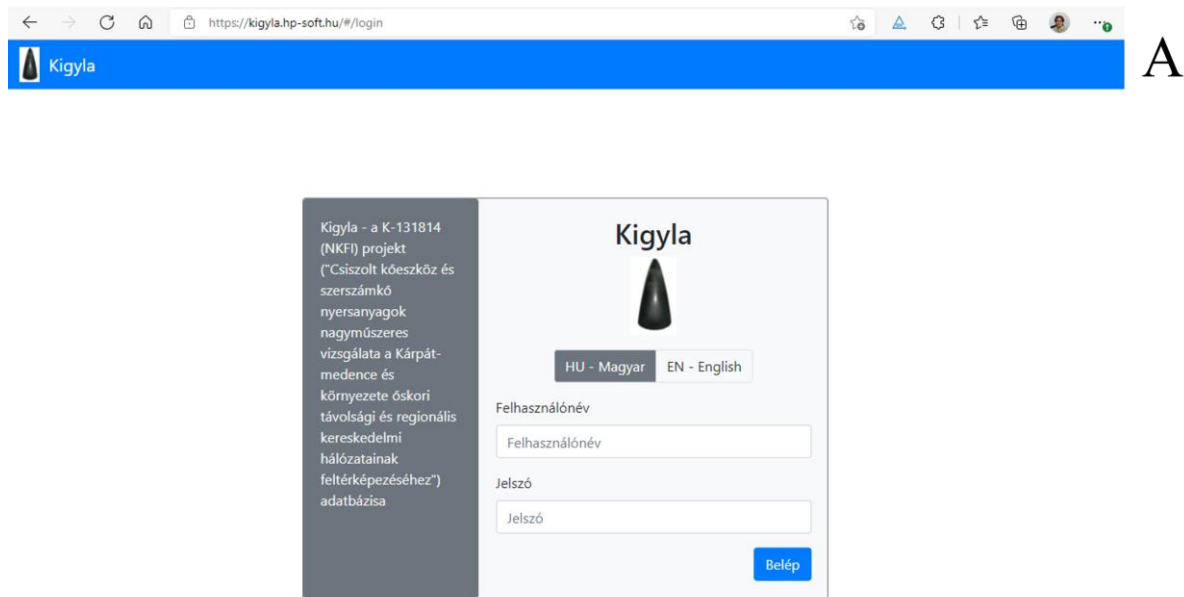 https://kigyla.hp-soft.hu/#/login
Kigyla
A
Kigyla - a K-131814
(NKFI) projekt
("Csiszolt kőeszköz és
szerszámkő
nyersanyagok
nagyműszeres
vizsgálata a Kárpát-
medence és
környezete őskori
távolsági és regionális
kereskedelmi
hálózatainak
feltérképezéséhez")
adatbázisa
Kigyla
HU - Magyar EN - English
Felhasználónév
Felhasználónév
Jelszó
Jelszó
Belép